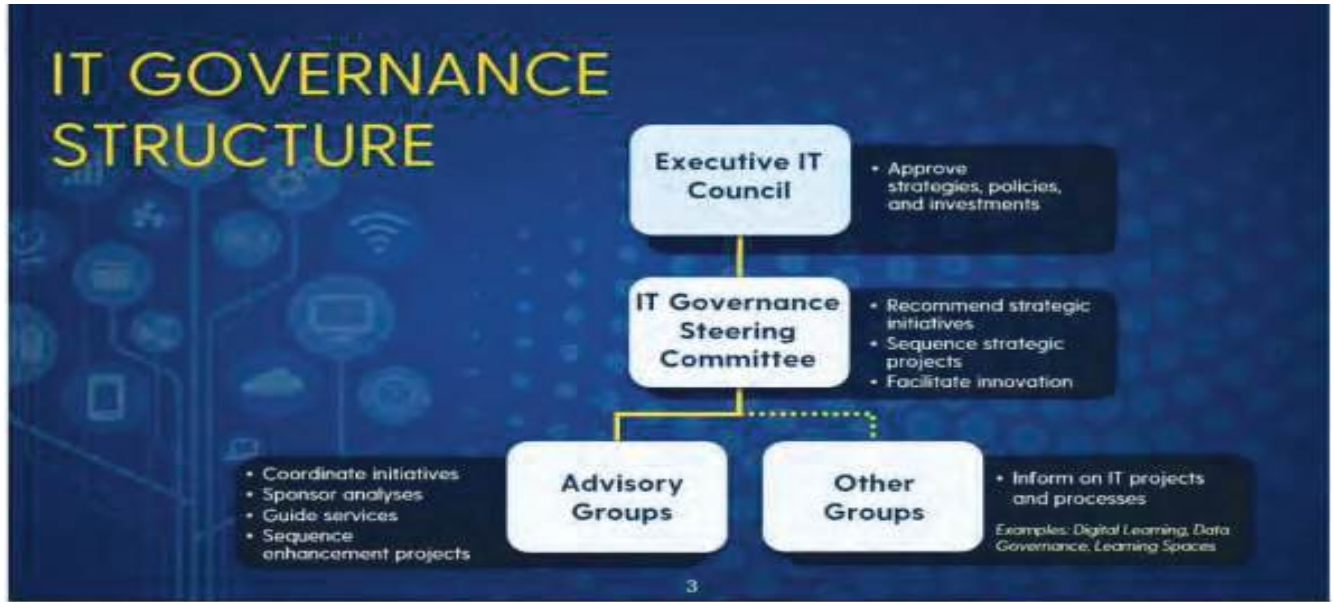 IT GOVERNANCE
STRUCTURE
Executive IT
Council
• Approve
strategies, policies,
and investments
IT Governance
Steering
Committee
• Recommend strategic
initiatives
• Sequence strategic
projects
• Facilitate innovation
• Coordinate initiatives
• Sponsor analyses
• Guide services
• Sequence
enhancement projects
Advisory
Groups
Other
Groups
• Inform on IT projects
and processes
Examples: Digital Learning, Data
Governance, Learning Spaces
3